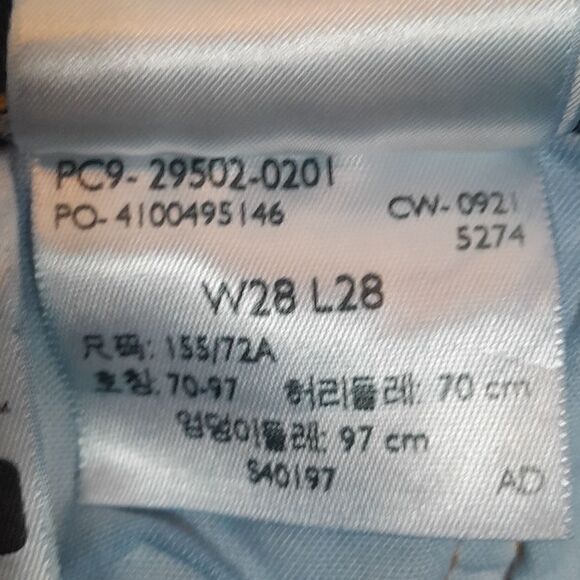 PC9- 29502-0201
PO- 4100495146 CW- 0921
5274
W28 L28
尺码: 155/72A
호칭: 70-97 허리둘레: 70 cm
엉덩이둘레: 97 cm
S40197 AD